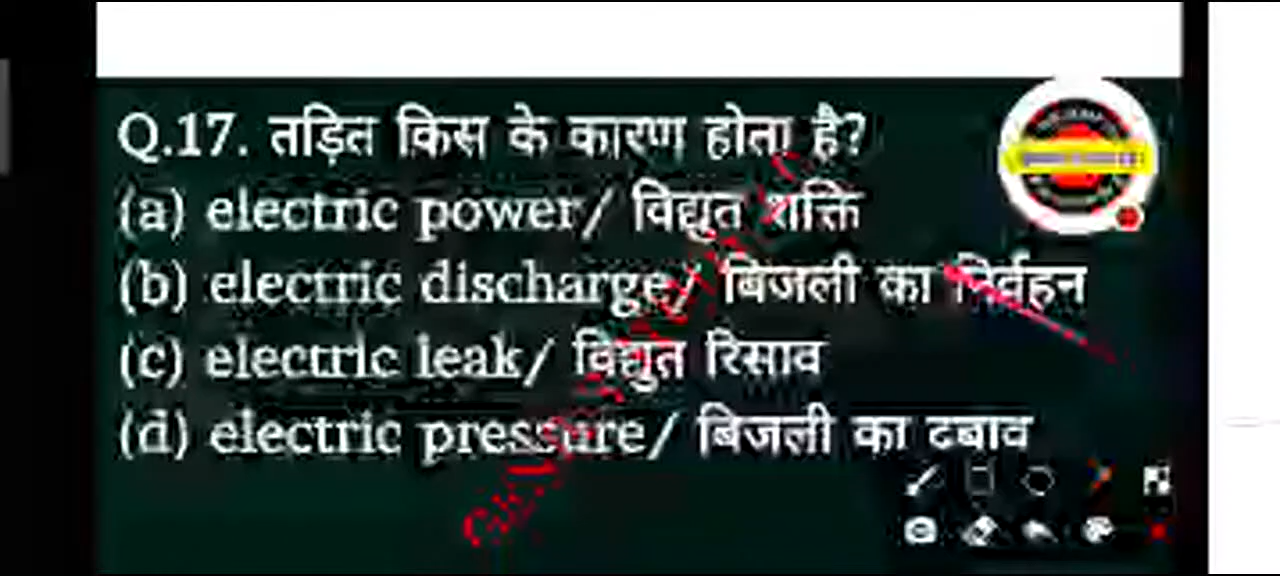 Q.17. तड़ित किस के कारण होता है?
(a) electric power/ विद्युत शक्ति
(b) electric discharge/ बिजली का निर्वहन
(c) electric leak/ विद्युत रिसाव
(d) electric pressure/ बिजली का दबाव